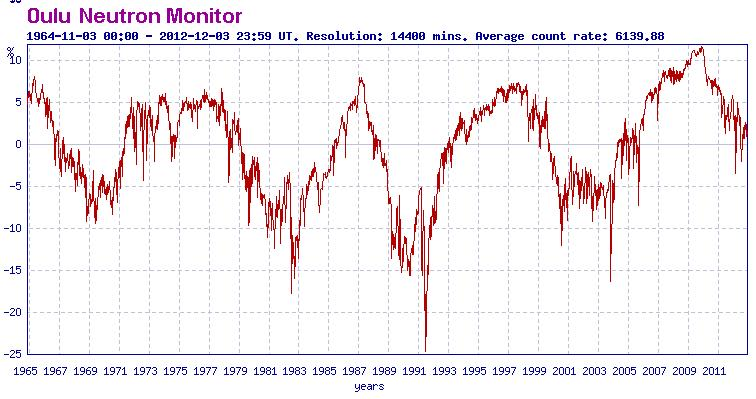 Oulu Neutron Monitor
1964-11-03 00:00 - 2012-12-03 23:59 UT. Resolution: 14400 mins. Average count rate: 6139.88
%
10
5
0
-5
-10
-15
-20
-25
1965 1967 1969 1971 1973 1975 1977 1979 1981 1983 1985 1987 1989 1991 1993 1995 1997 1999 2001 2003 2005 2007 2009 2011
years